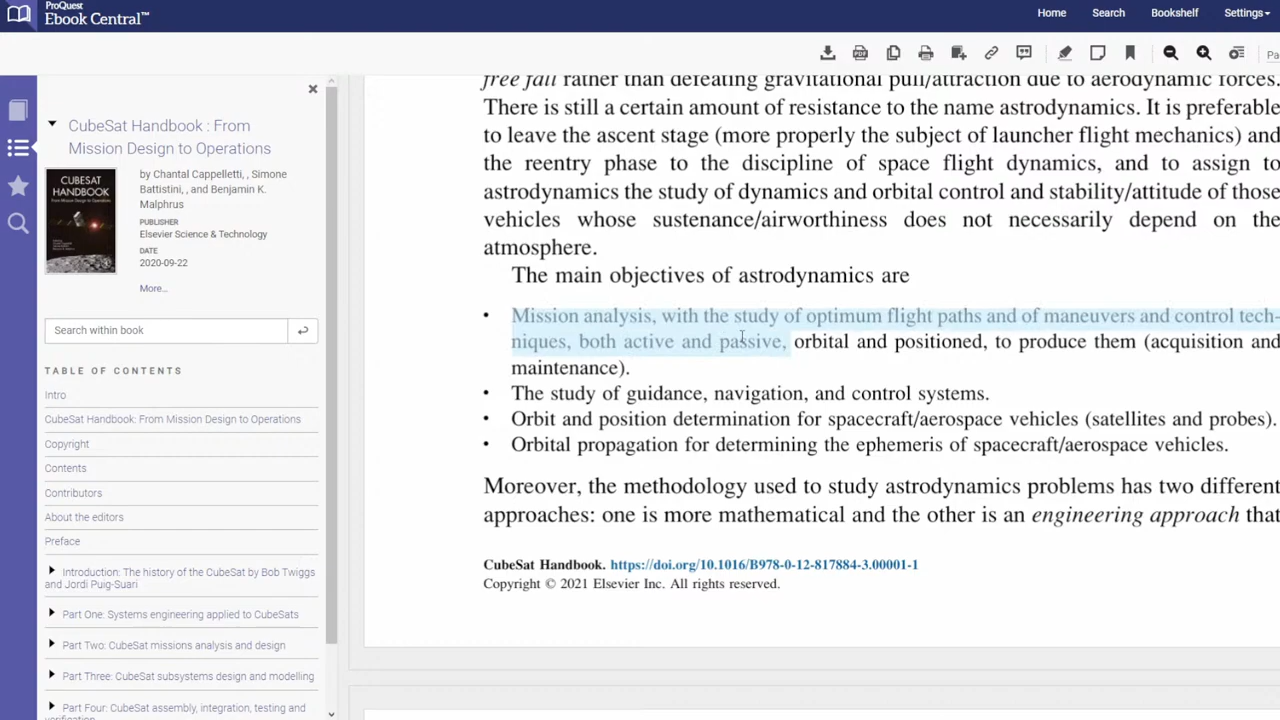 ProQuest
Ebook Central™
Home
Search
Bookshelf
Settings
CubeSat Handbook : From
Mission Design to Operations
CUBESAT
HANDBOOK
From Mission Design to Operations
by Chantal Cappelletti, , Simone
Battistini, , and Benjamin K.
Malphrus
PUBLISHER
Elsevier Science & Technology
DATE
2020-09-22
More...
Search within book
TABLE OF CONTENTS
Intro
CubeSat Handbook: From Mission Design to Operations
Copyright
Contents
Contributors
About the editors
Preface
Introduction: The history of the CubeSat by Bob Twiggs
and Jordi Puig-Suari
Part One: Systems engineering applied to CubeSats
Part Two: CubeSat missions analysis and design
Part Three: CubeSat subsystems design and modelling
Part Four: CubeSat assembly, integration, testing and
verification
Pa
free fall rather than defeating gravitational pull/attraction due to aerodynamic forces.
There is still a certain amount of resistance to the name astrodynamics. It is preferable
to leave the ascent stage (more properly the subject of launcher flight mechanics) and
the reentry phase to the discipline of space flight dynamics, and to assign to
astrodynamics the study of dynamics and orbital control and stability/attitude of those
vehicles whose sustenance/airworthiness does not necessarily depend on the
atmosphere.
The main objectives of astrodynamics are
• Mission analysis, with the study of optimum flight paths and of maneuvers and control tech-
niques, both active and passive, orbital and positioned, to produce them (acquisition and
maintenance).
• The study of guidance, navigation, and control systems.
• Orbit and position determination for spacecraft/aerospace vehicles (satellites and probes).
• Orbital propagation for determining the ephemeris of spacecraft/aerospace vehicles.
Moreover, the methodology used to study astrodynamics problems has two different
approaches: one is more mathematical and the other is an engineering approach that
CubeSat Handbook. https://doi.org/10.1016/B978-0-12-817884-3.00001-1
Copyright © 2021 Elsevier Inc. All rights reserved.